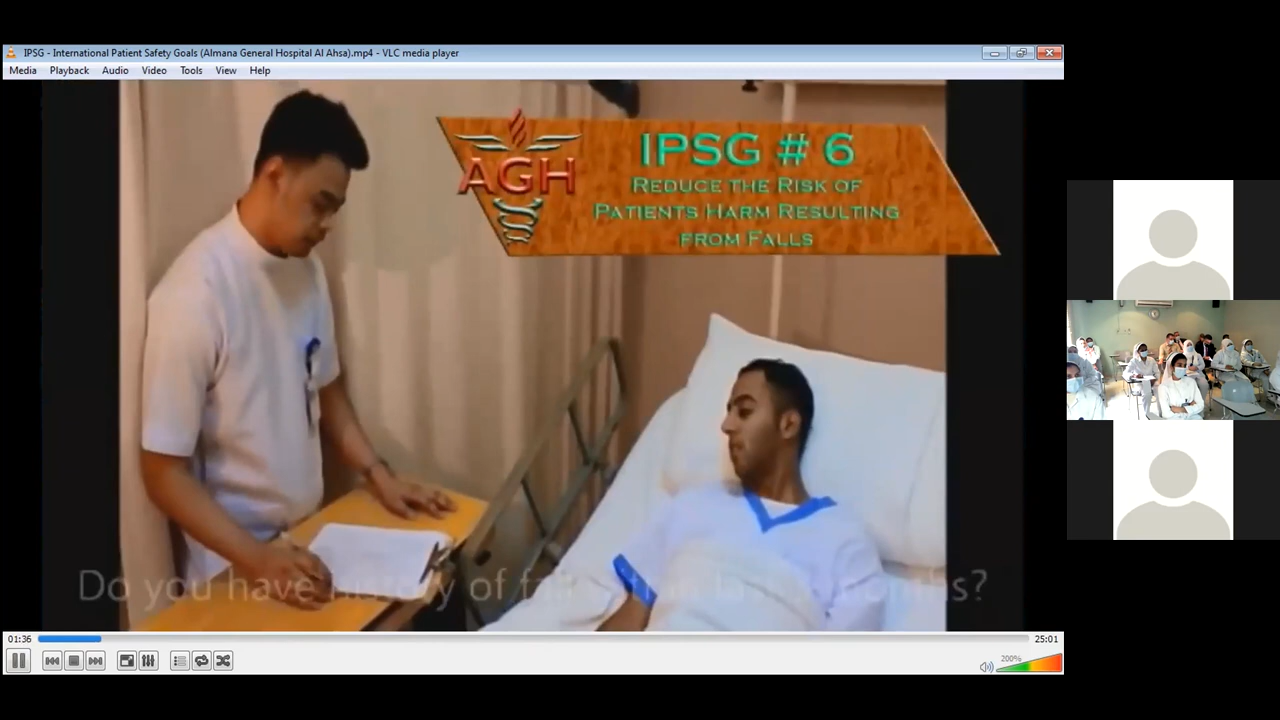 IPSG - International Patient Safety Goals (Almana General Hospital Al Ahsa).mp4 - VLC media player
Media Playback Audio Video Tools View Help
AGH
IPSG # 6
Reduce the Risk of
Patients Harm Resulting
from Falls
Do you have history of fall
01:36
25:01
200%